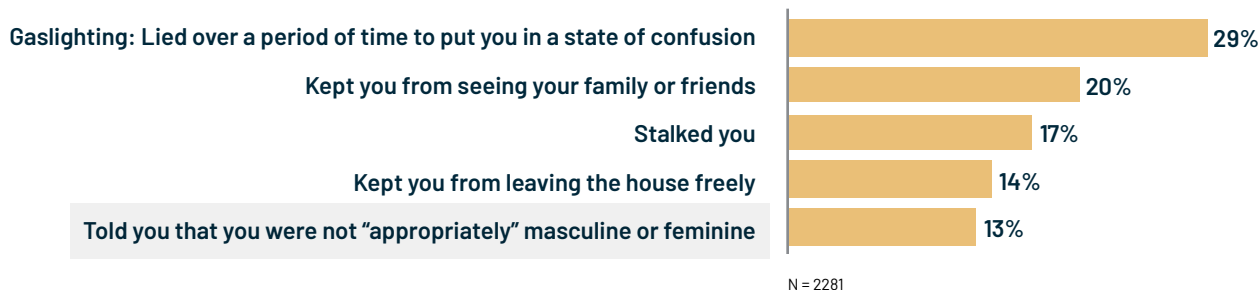 Gaslighting: Lied over a period of time to put you in a state of confusion 29%
Kept you from seeing your family or friends 20%
Stalked you 17%
Kept you from leaving the house freely 14%
Told you that you were not “appropriately” masculine or feminine 13%
N = 2281